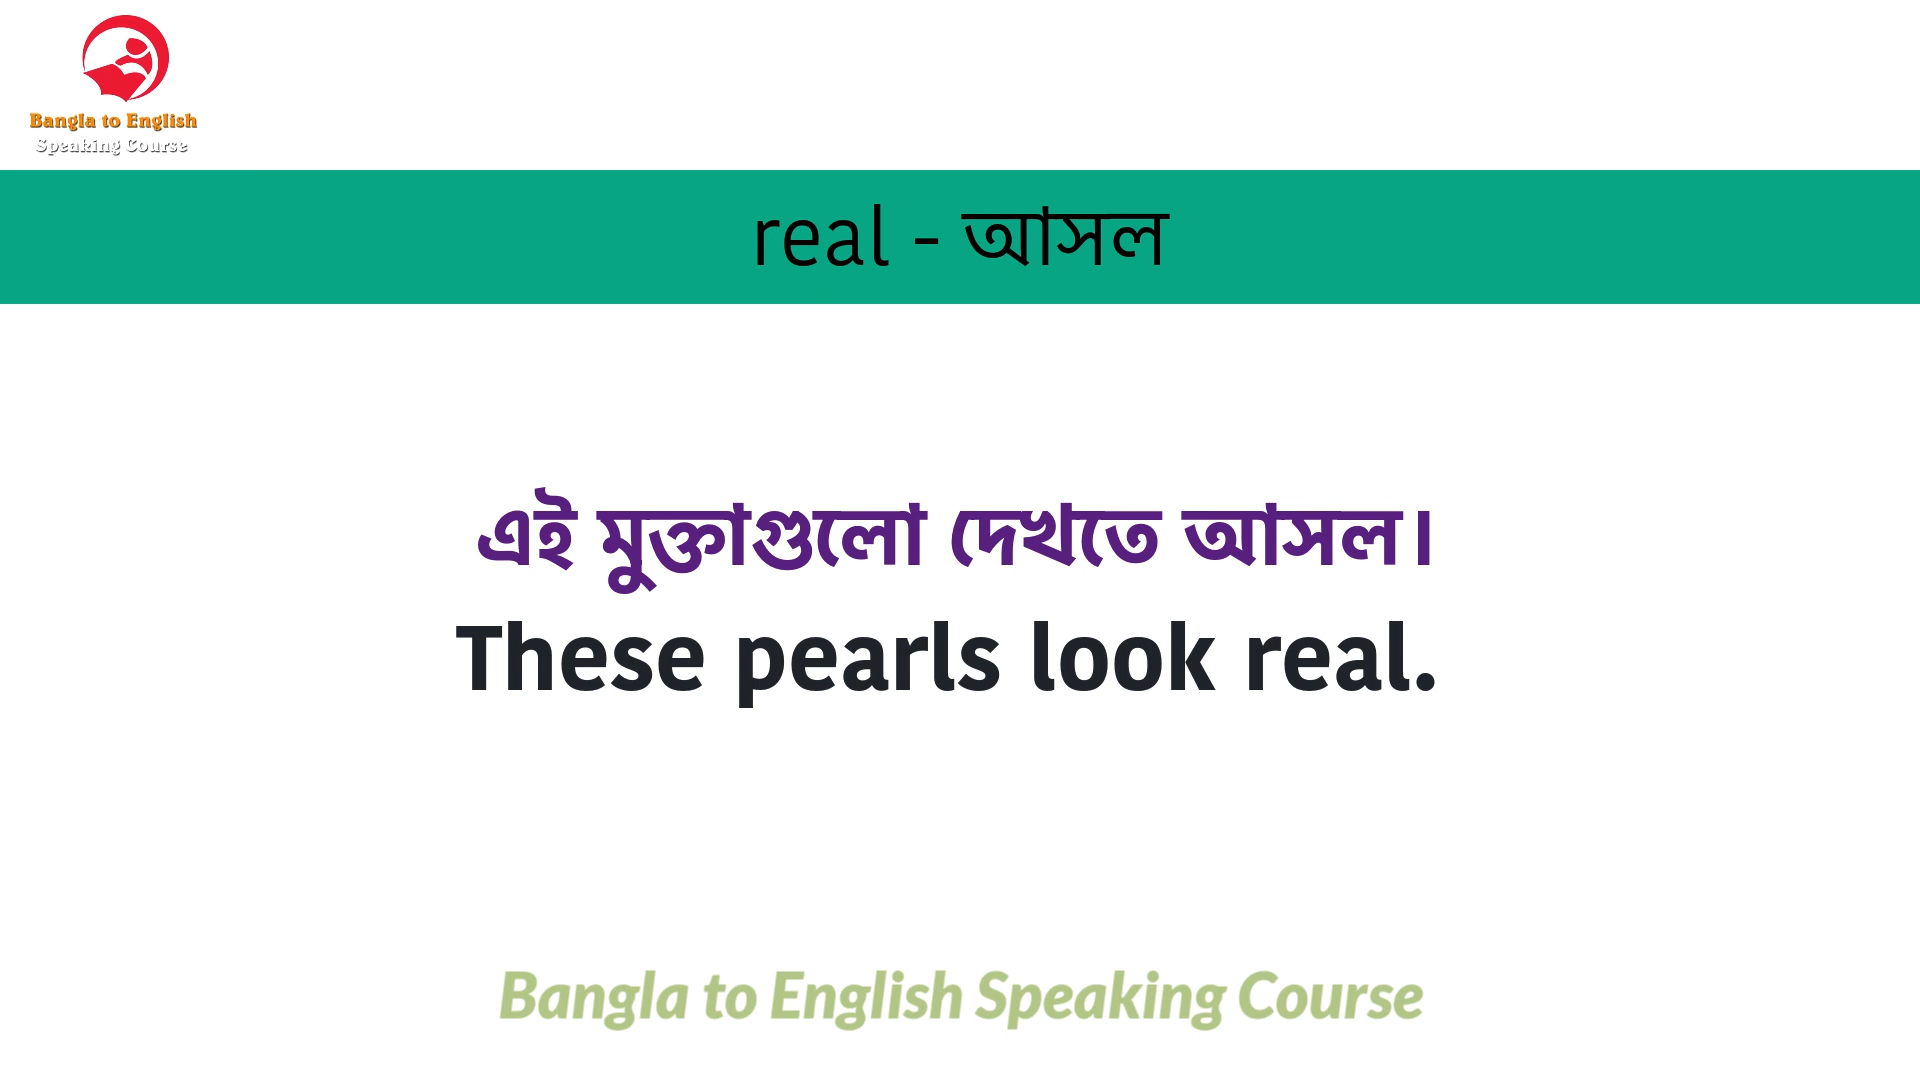 Bangla to English
Speaking Course
real - আসল
এই মুক্তাগুলো দেখতে আসল।
These pearls look real.
Bangla to English Speaking Course